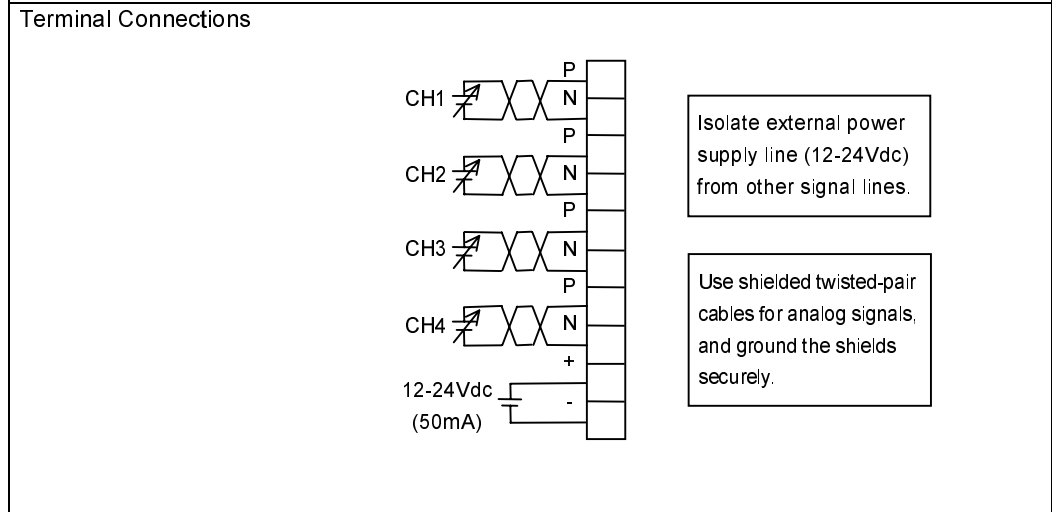 Terminal Connections
P
CH1
N
P
CH2
N
P
CH3
N
P
CH4
N
+
12-24Vdc
-
(50mA)
Isolate external power
supply line (12-24Vdc)
from other signal lines.
Use shielded twisted-pair
cables for analog signals,
and ground the shields
securely.